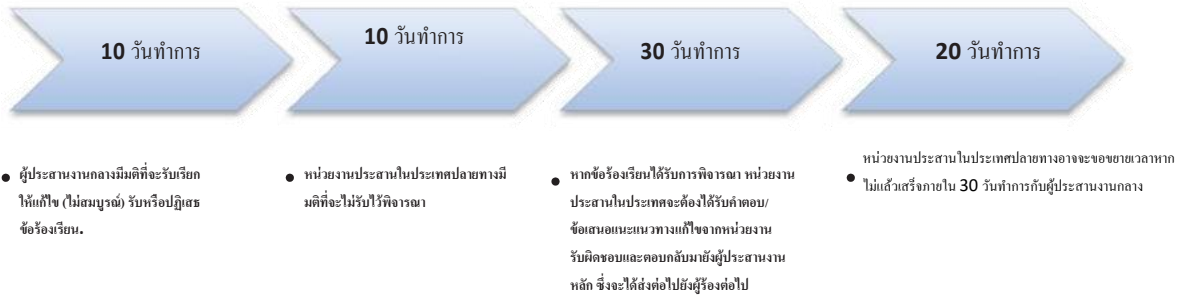 10 วันทำการ
10 วันทำการ
30 วันทำการ
20 วันทำการ
• ผู้ประสานงานกลางมีมติที่จะรับเรียก
ให้แก้ไข (ไม่สมบูรณ์) รับหรือปฏิเสธ
ข้อร้องเรียน.
• หน่วยงานประสานในประเทศปลายทางมี
มติที่จะไม่รับไว้พิจารณา
• หากข้อร้องเรียนได้รับการพิจารณา หน่วยงาน
ประสานในประเทศจะต้องได้รับคำตอบ/
ข้อเสนอแนะแนวทางแก้ไขจากหน่วยงาน
รับผิดชอบและตอบกลับมายังผู้ประสานงาน
หลัก ซึ่งจะได้ส่งต่อไปยังผู้ร้องต่อไป
หน่วยงานประสานในประเทศปลายทางอาจจะขอขยายเวลาหาก
• ไม่แล้วเสร็จภายใน 30 วันทำการกับผู้ประสานงานกลาง